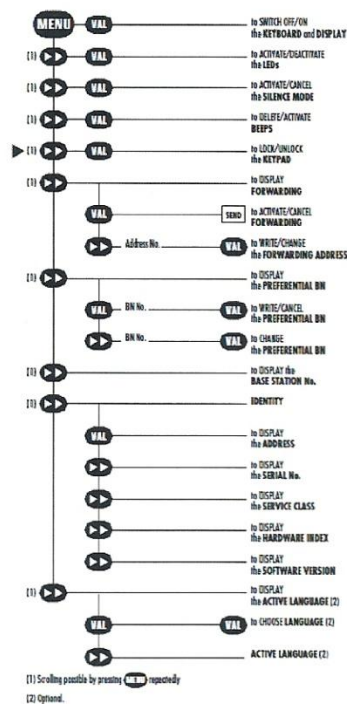 MENU VAL to SWITCH OFF/ON
the KEYBOARD and DISPLAY
(1) VAL to ACTIVATE/DEACTIVATE
the LEDs
(1) VAL to ACTIVATE/CANCEL
the SILENCE MODE
(1) VAL to DELETE/ACTIVATE
BEEPS
(1) VAL to LOCK/UNLOCK
the KEYPAD
(1) to DISPLAY
FORWARDING
VAL SEND to ACTIVATE/CANCEL
FORWARDING
Address No. VAL to WRITE/CHANGE
the FORWARDING ADDRESS
(1) to DISPLAY
the PREFERENTIAL BN
VAL BN No. VAL to WRITE/CANCEL
the PREFERENTIAL BN
BN No. VAL to CHANGE
the PREFERENTIAL BN
(1) to DISPLAY the
BASE STATION No.
(1) IDENTITY
VAL to DISPLAY
the ADDRESS
to DISPLAY
the SERIAL No.
to DISPLAY
the SERVICE CLASS
to DISPLAY
the HARDWARE INDEX
to DISPLAY
the SOFTWARE VERSION
(1) to DISPLAY
the ACTIVE LANGUAGE (2)
VAL VAL to CHOOSE LANGUAGE (2)
ACTIVE LANGUAGE (2)
(1) Scrolling possible by pressing MENU repeatedly
(2) Optional.